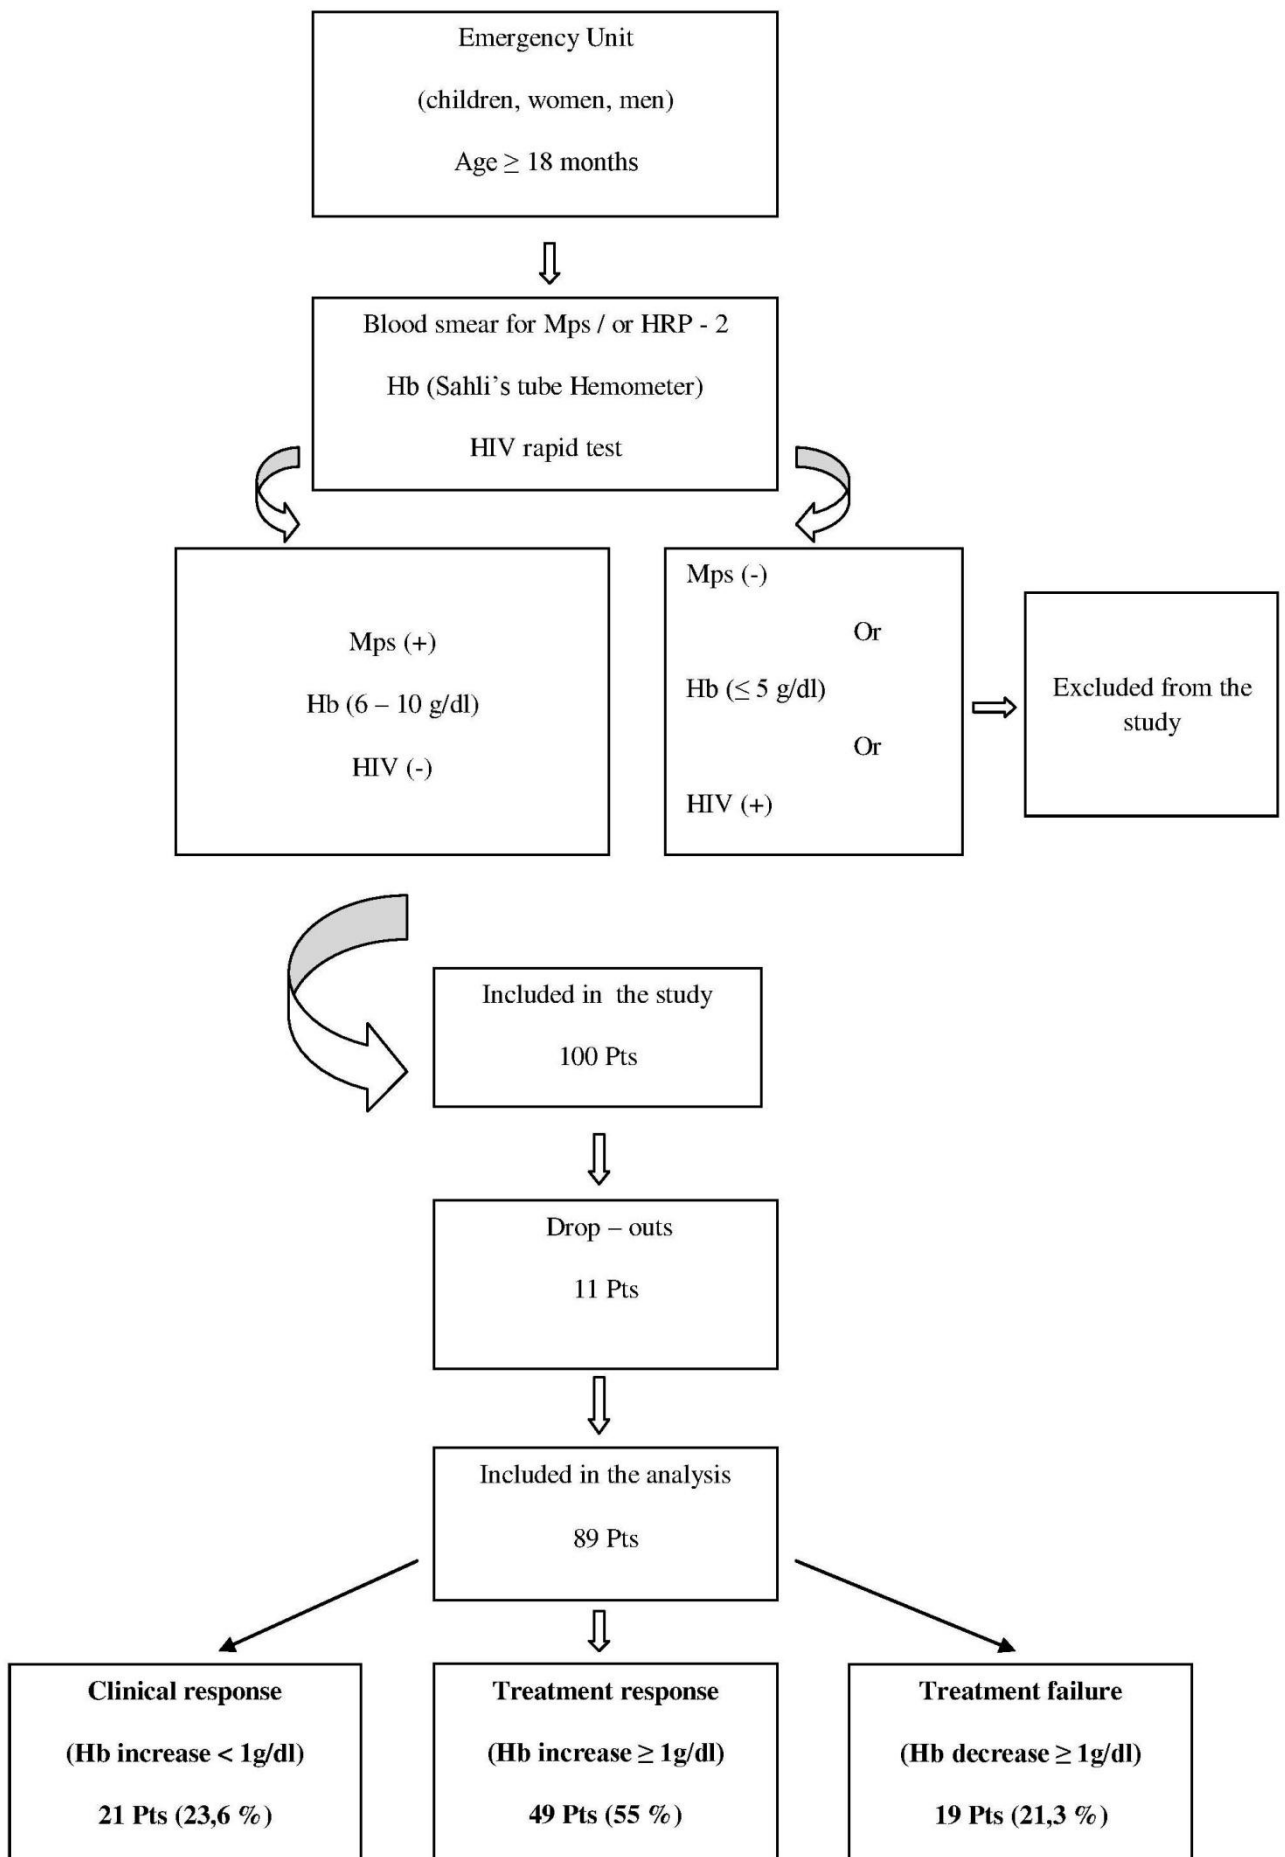 Emergency Unit
(children, women, men)
Age ≥ 18 months
Blood smear for Mps / or HRP - 2
Hb (Sahli’s tube Hemometer)
HIV rapid test
Mps (+)
Hb (6 – 10 g/dl)
HIV (-)
Mps (-)
Or
Hb (≤ 5 g/dl)
Or
HIV (+)
Excluded from the
study
Included in the study
100 Pts
Drop – outs
11 Pts
Included in the analysis
89 Pts
Clinical response
(Hb increase < 1g/dl)
21 Pts (23,6 %)
Treatment response
(Hb increase ≥ 1g/dl)
49 Pts (55 %)
Treatment failure
(Hb decrease ≥ 1g/dl)
19 Pts (21,3 %)